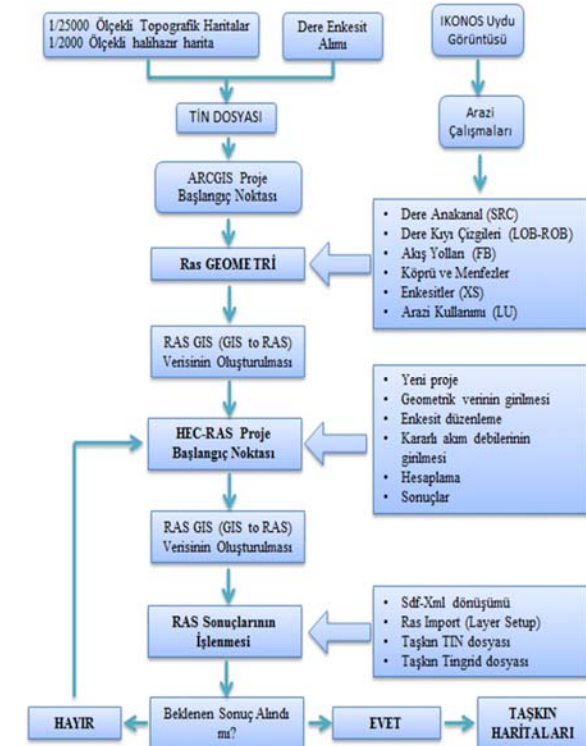 1/25000 Ölçekli Topografik Haritalar
1/2000 Ölçekli halihazır harita
Dere Enkesit
Alımı
IKONOS Uydu
Görüntüsü
TİN DOSYASI
Arazi
Çalışmaları
ARCGIS Proje
Başlangıç Noktası
• Dere Anakanal (SRC)
• Dere Kıyı Çizgileri (LOB-ROB)
• Akış Yolları (FB)
• Köprü ve Menfezler
• Enkesitler (XS)
• Arazi Kullanımı (LU)
Ras GEOMETRİ
RAS GIS (GIS to RAS)
Verisinin Oluşturulması
• Yeni proje
• Geometrik verinin girilmesi
• Enkesit düzenleme
• Kararlı akım debilerinin
girilmesi
• Hesaplama
• Sonuçlar
HEC-RAS Proje
Başlangıç Noktası
RAS GIS (GIS to RAS)
Verisinin Oluşturulması
• Sdf-Xml dönüşümü
• Ras Import (Layer Setup)
• Taşkın TIN dosyası
• Taşkın Tingrid dosyası
RAS Sonuçlarının
İşlenmesi
HAYIR
Beklenen Sonuç Alındı
mı?
EVET
TAŞKIN
HARİTALARI